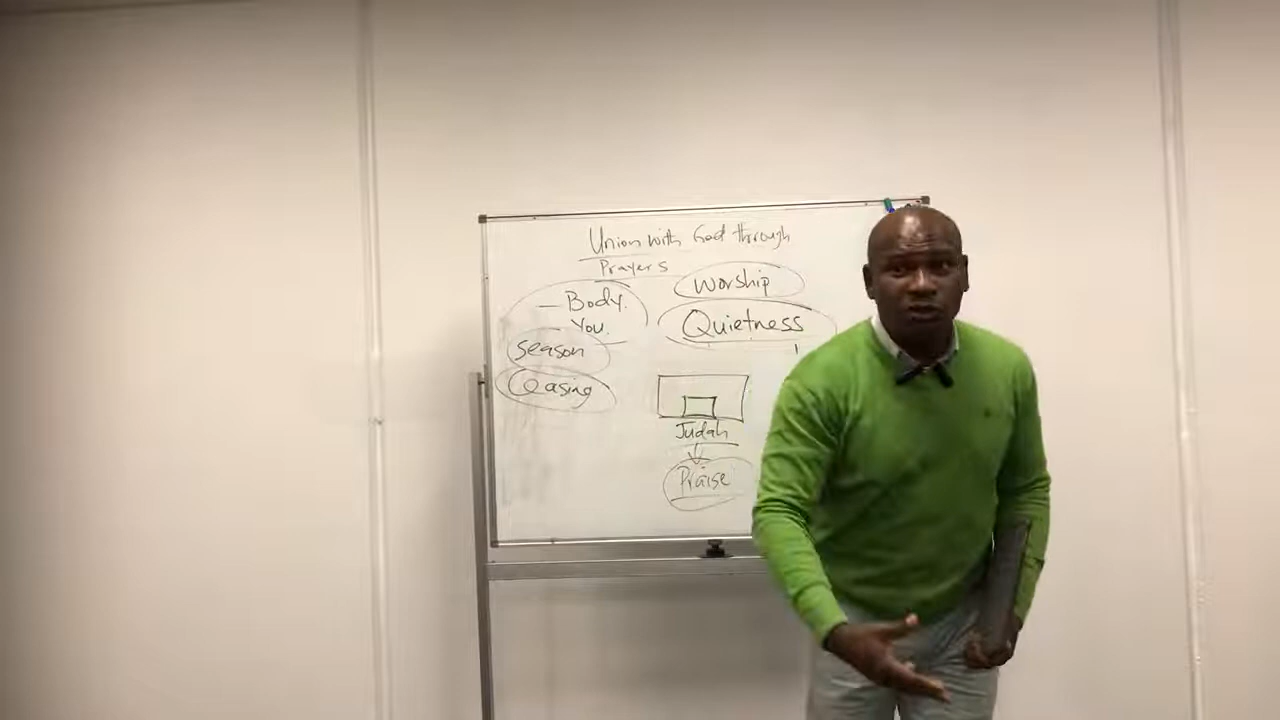 Union with God through
Prayers
— Body.
You.
season
Ceasing
worship
Quietness
Judah
Praise